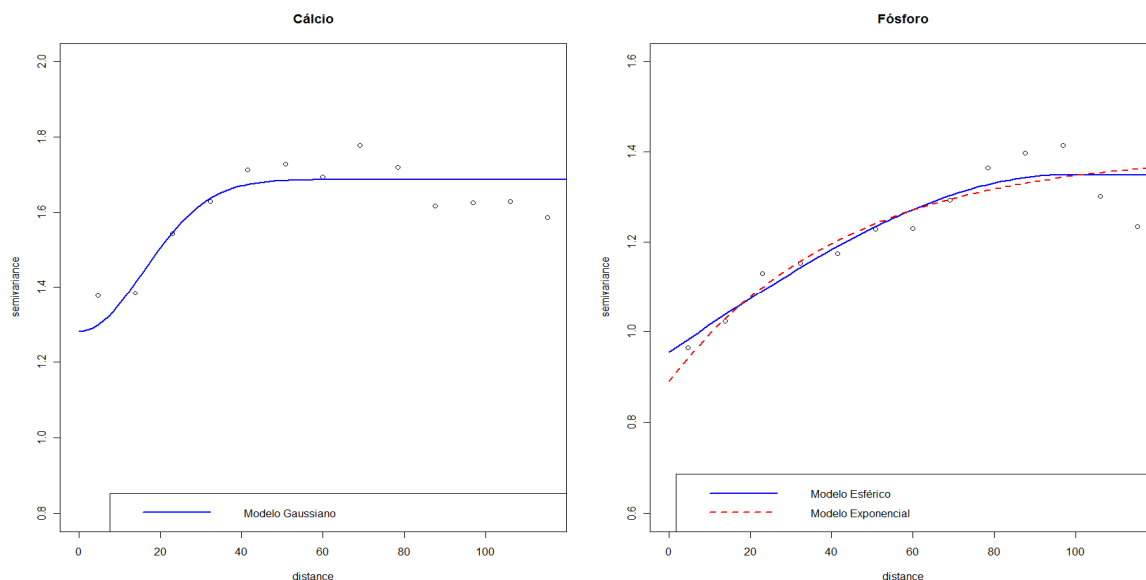 Cálcio
semivariance
2.0
1.8
1.6
1.4
1.2
1.0
0.8
Modelo Gaussiano
0 20 40 60 80 100
distance
Fósforo
semivariance
1.6
1.4
1.2
1.0
0.8
0.6
Modelo Esférico
Modelo Exponencial
0 20 40 60 80 100
distance